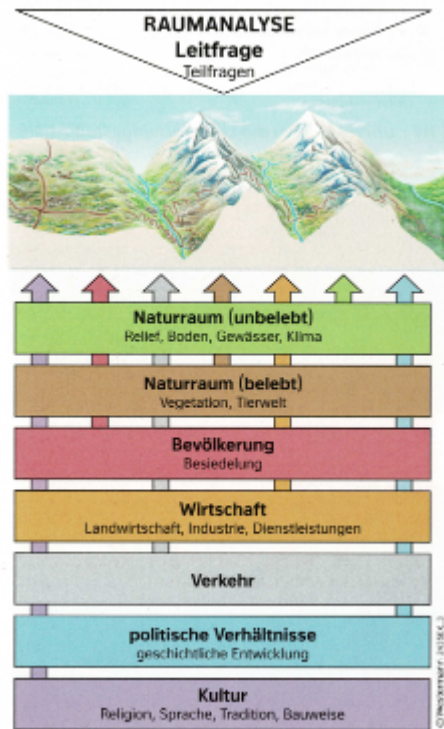 RAUMANALYSE
Leitfrage
Teilfragen
Naturraum (unbelebt)
Relief, Boden, Gewässer, Klima
Naturraum (belebt)
Vegetation, Tierwelt
Bevölkerung
Besiedelung
Wirtschaft
Landwirtschaft, Industrie, Dienstleistungen
Verkehr
politische Verhältnisse
geschichtliche Entwicklung
Kultur
Religion, Sprache, Tradition, Bauweise
© Westermann